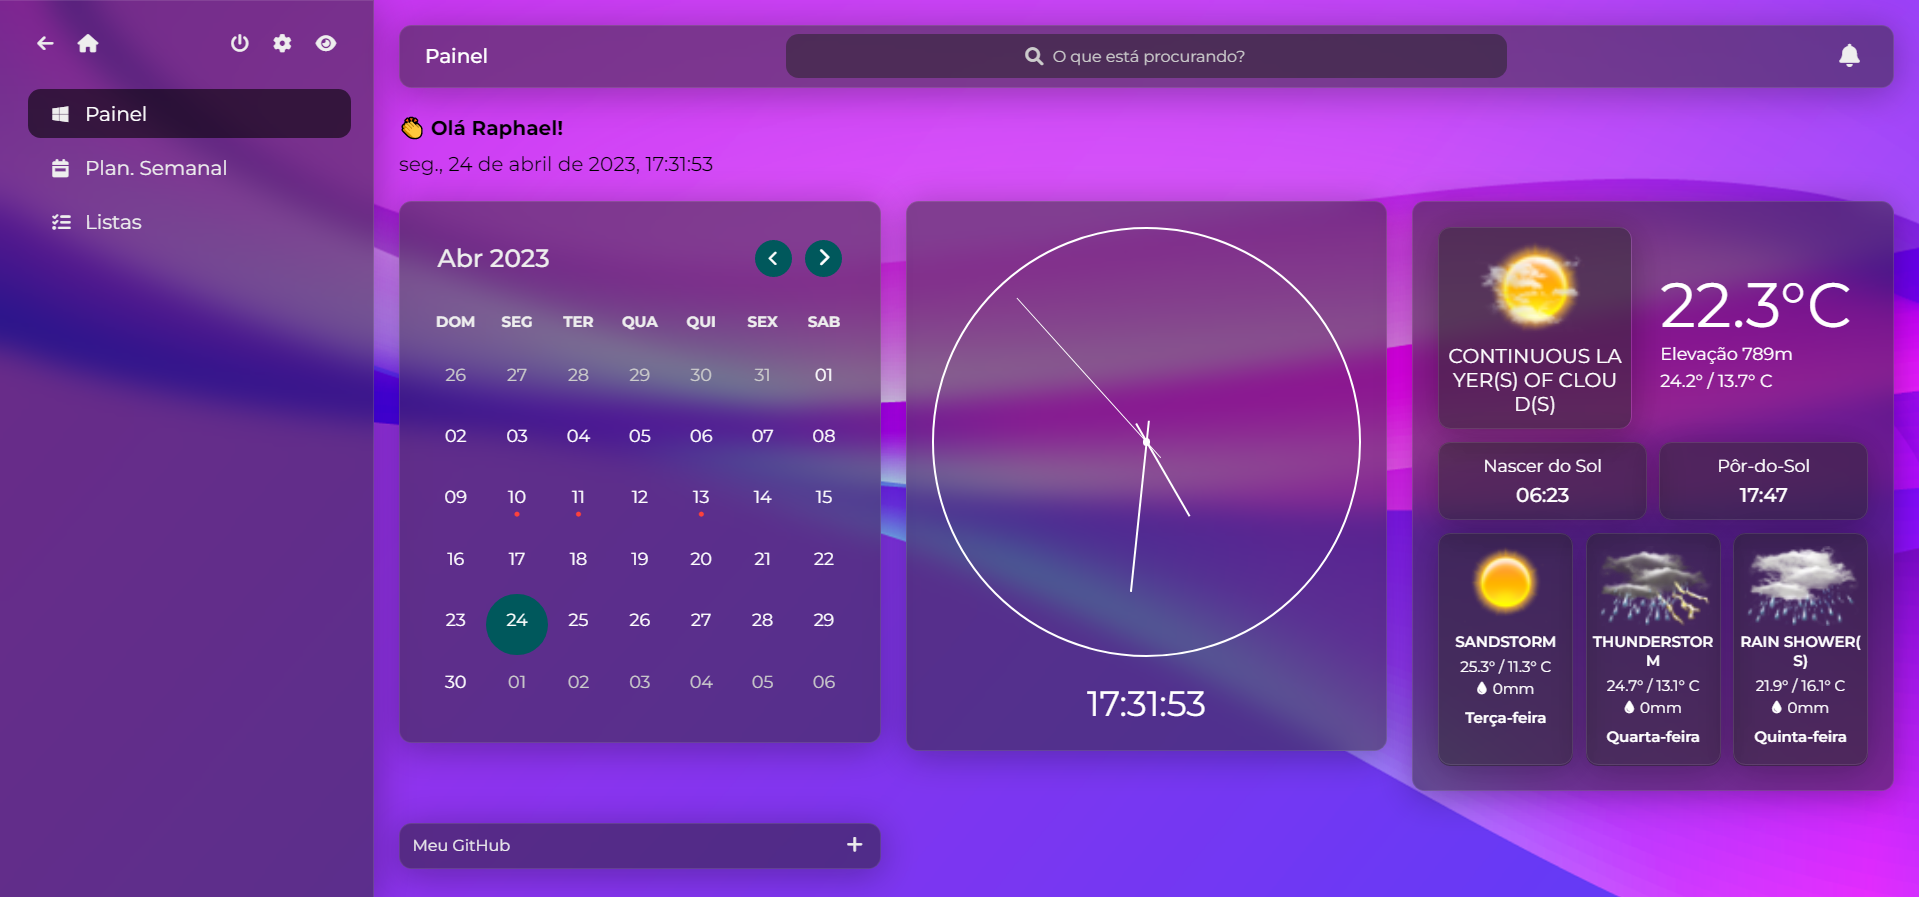 Painel
Plan. Semanal
Listas
Painel
O que está procurando?
Olá Raphael!
seg., 24 de abril de 2023, 17:31:53
Abr 2023
DOM SEG TER QUA QUI SEX SAB
26 27 28 29 30 31 01
02 03 04 05 06 07 08
09 10 11 12 13 14 15
16 17 18 19 20 21 22
23 24 25 26 27 28 29
30 01 02 03 04 05 06
17:31:53
CONTINUOUS LA
YER(S) OF CLOU
D(S)
22.3°C
Elevação 789m
24.2° / 13.7° C
Nascer do Sol
06:23
Pôr-do-Sol
17:47
SANDSTORM
25.3° / 11.3° C
0mm
Terça-feira
THUNDERSTOR
M
24.7° / 13.1° C
0mm
Quarta-feira
RAIN SHOWER(
S)
21.9° / 16.1° C
0mm
Quinta-feira
Meu GitHub